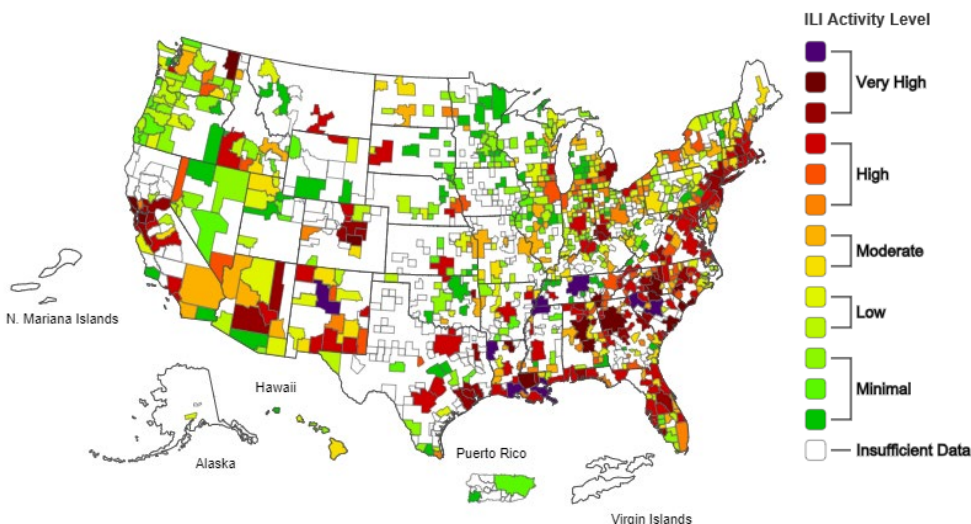 ILI Activity Level
Very High
High
Moderate
Low
Minimal
Insufficient Data
N. Mariana Islands
Hawaii
Alaska
Puerto Rico
Virgin Islands